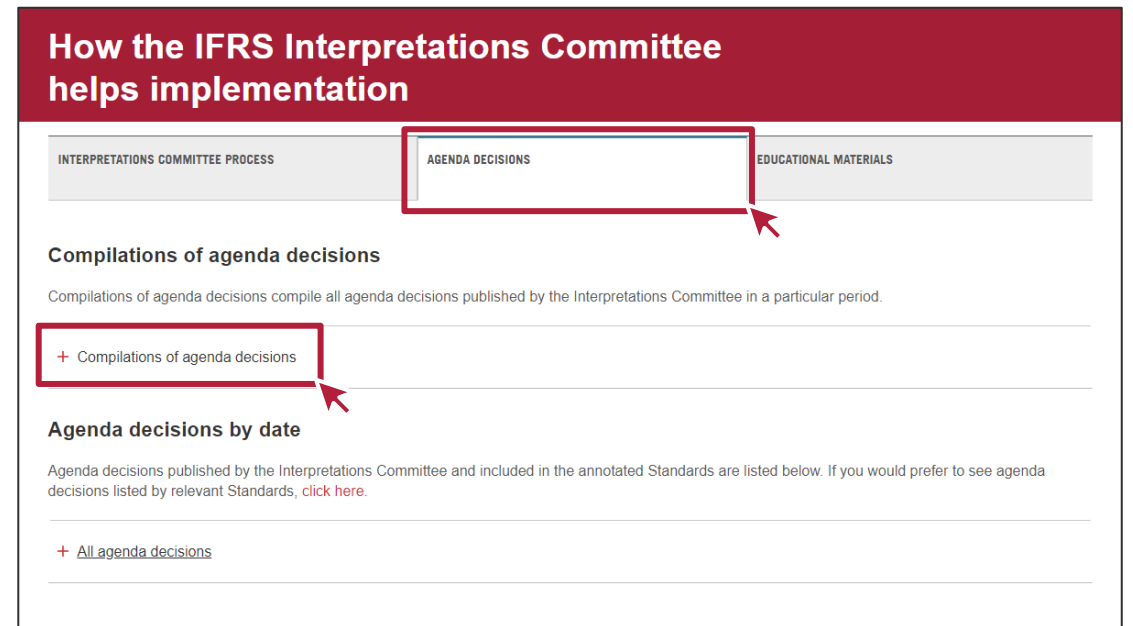 How the IFRS Interpretations Committee
helps implementation
INTERPRETATIONS COMMITTEE PROCESS
AGENDA DECISIONS
EDUCATIONAL MATERIALS
Compilations of agenda decisions
Compilations of agenda decisions compile all agenda decisions published by the Interpretations Committee in a particular period.
+ Compilations of agenda decisions
Agenda decisions by date
Agenda decisions published by the Interpretations Committee and included in the annotated Standards are listed below. If you would prefer to see agenda
decisions listed by relevant Standards, click here.
+ All agenda decisions